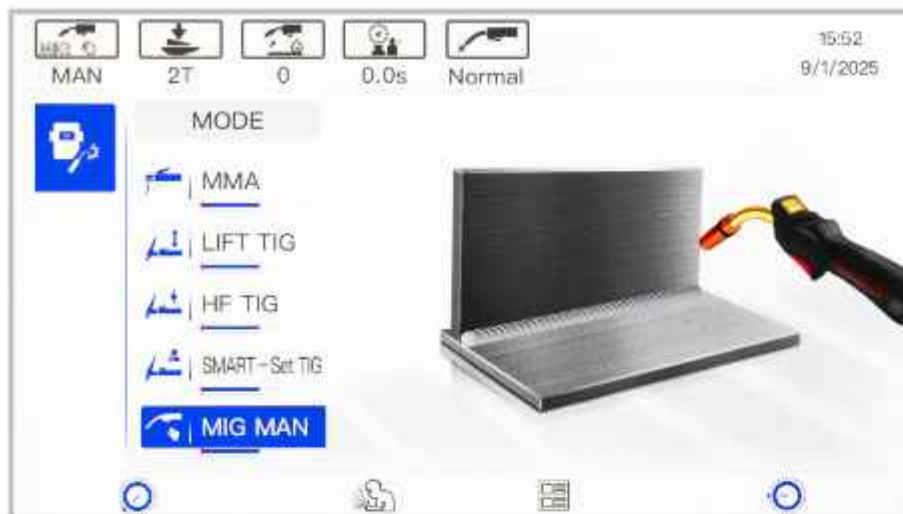 MAN
2T
0
0.0s
Normal
15:52
9/1/2025
MODE
MMA
LIFT TIG
HF TIG
SMART-Set TIG
MIG MAN